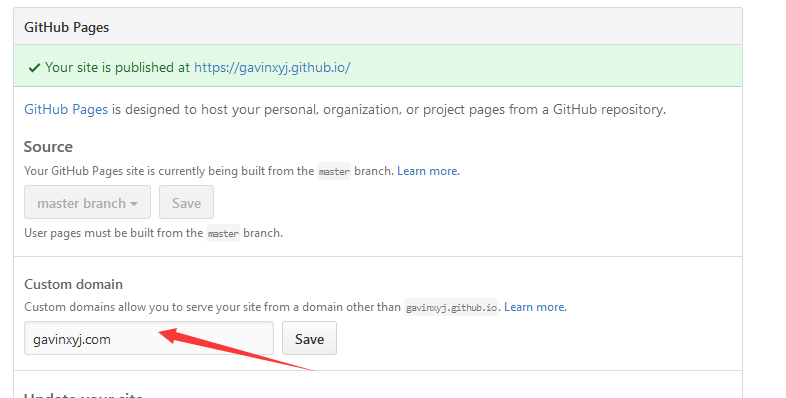 GitHub Pages
Your site is published at https://gavinxyj.github.io/
GitHub Pages is designed to host your personal, organization, or project pages from a GitHub repository.
Source
Your GitHub Pages site is currently being built from the master branch. Learn more.
master branch Save
User pages must be built from the master branch.
Custom domain
Custom domains allow you to serve your site from a domain other than gavinxyj.github.io. Learn more.
gavinxyj.com Save
Update your site